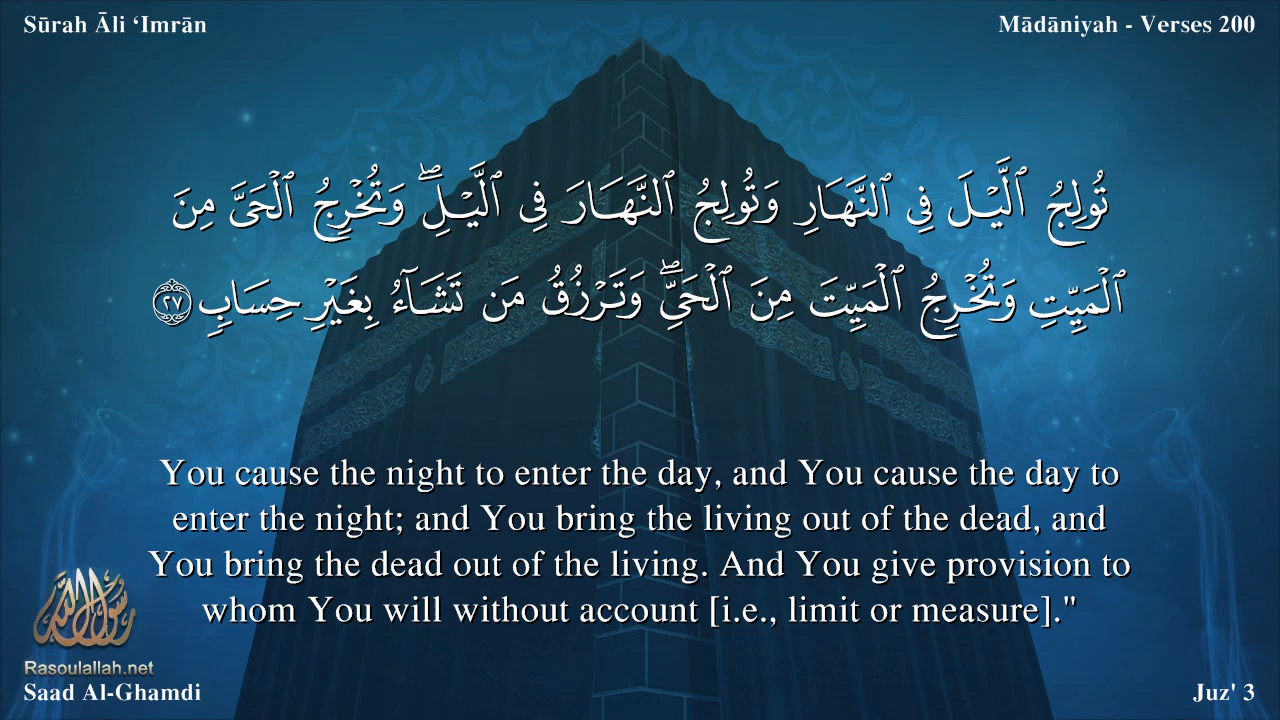 Sūrah Āli ‘Imrān
Mādāniyah - Verses 200
تُولِجُ ٱلَّيْلَ فِى ٱلنَّهَارِ وَتُولِجُ ٱلنَّهَارَ فِى ٱلَّيْلِ ۖ وَتُخْرِجُ ٱلْحَىَّ مِنَ
ٱلْمَيِّتِ وَتُخْرِجُ ٱلْمَيِّتَ مِنَ ٱلْحَىِّ ۖ وَتَرْزُقُ مَن تَشَآءُ بِغَيْرِ حِسَابٍ ٢٧
You cause the night to enter the day, and You cause the day to
enter the night; and You bring the living out of the dead, and
You bring the dead out of the living. And You give provision to
whom You will without account [i.e., limit or measure]."
رسول الله
Rasoulallah.net
Saad Al-Ghamdi
Juz' 3